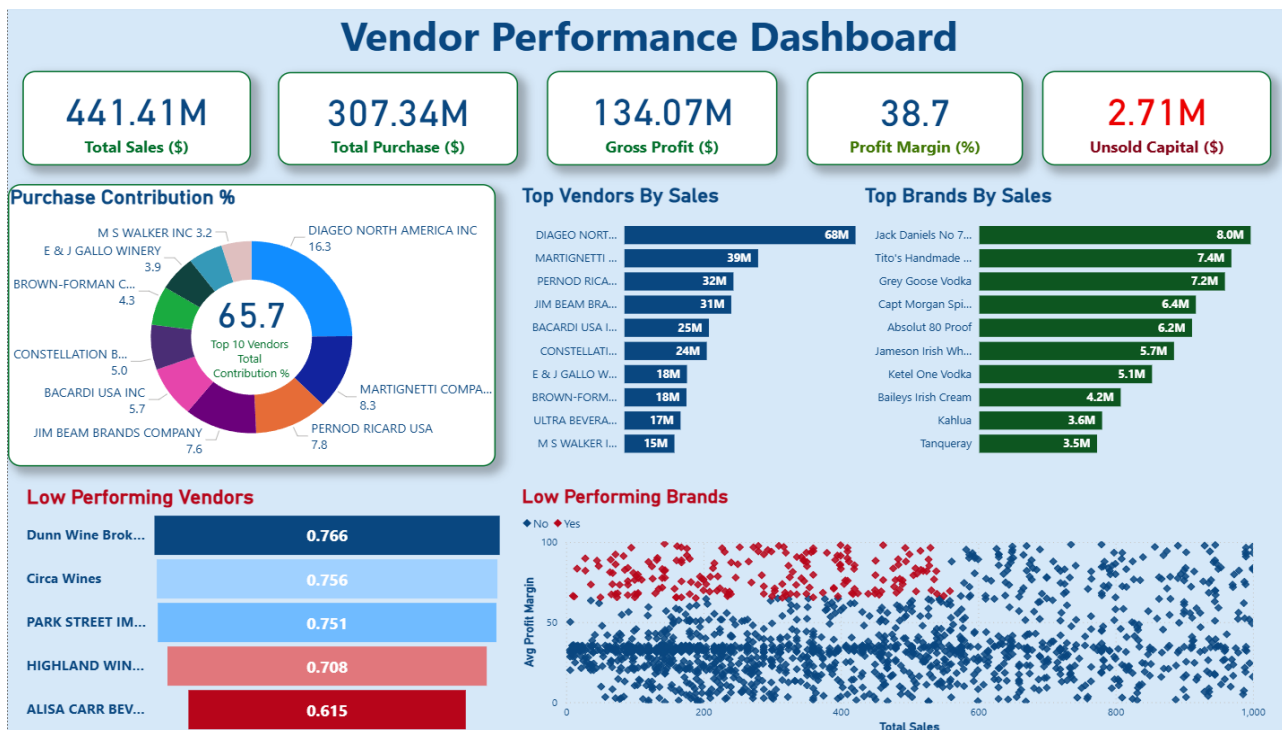 Vendor Performance Dashboard
441.41M
Total Sales ($)
307.34M
Total Purchase ($)
134.07M
Gross Profit ($)
38.7
Profit Margin (%)
2.71M
Unsold Capital ($)
Purchase Contribution %
M S WALKER INC 3.2
E & J GALLO WINERY
3.9
BROWN-FORMAN C...
4.3
CONSTELLATION B...
5.0
BACARDI USA INC
5.7
JIM BEAM BRANDS COMPANY
7.6
DIAGEO NORTH AMERICA INC
16.3
MARTIGNETTI COMPA...
8.3
PERNOD RICARD USA
7.8
65.7
Top 10 Vendors
Total
Contribution %
Top Vendors By Sales
DIAGEO NORT... 68M
MARTIGNETTI ... 39M
PERNOD RICA... 32M
JIM BEAM BRA... 31M
BACARDI USA I... 25M
CONSTELLATI... 24M
E & J GALLO W... 18M
BROWN-FORM... 18M
ULTRA BEVERA... 17M
M S WALKER I... 15M
Top Brands By Sales
Jack Daniels No 7... 8.0M
Tito's Handmade ... 7.4M
Grey Goose Vodka 7.2M
Capt Morgan Spi... 6.4M
Absolut 80 Proof 6.2M
Jameson Irish Wh... 5.7M
Ketel One Vodka 5.1M
Baileys Irish Cream 4.2M
Kahlua 3.6M
Tanqueray 3.5M
Low Performing Vendors
Dunn Wine Brok... 0.766
Circa Wines 0.756
PARK STREET IM... 0.751
HIGHLAND WIN... 0.708
ALISA CARR BEV... 0.615
Low Performing Brands
No Yes
100
50
0
Avg Profit Margin
0 200 400 600 800 1,000
Total Sales